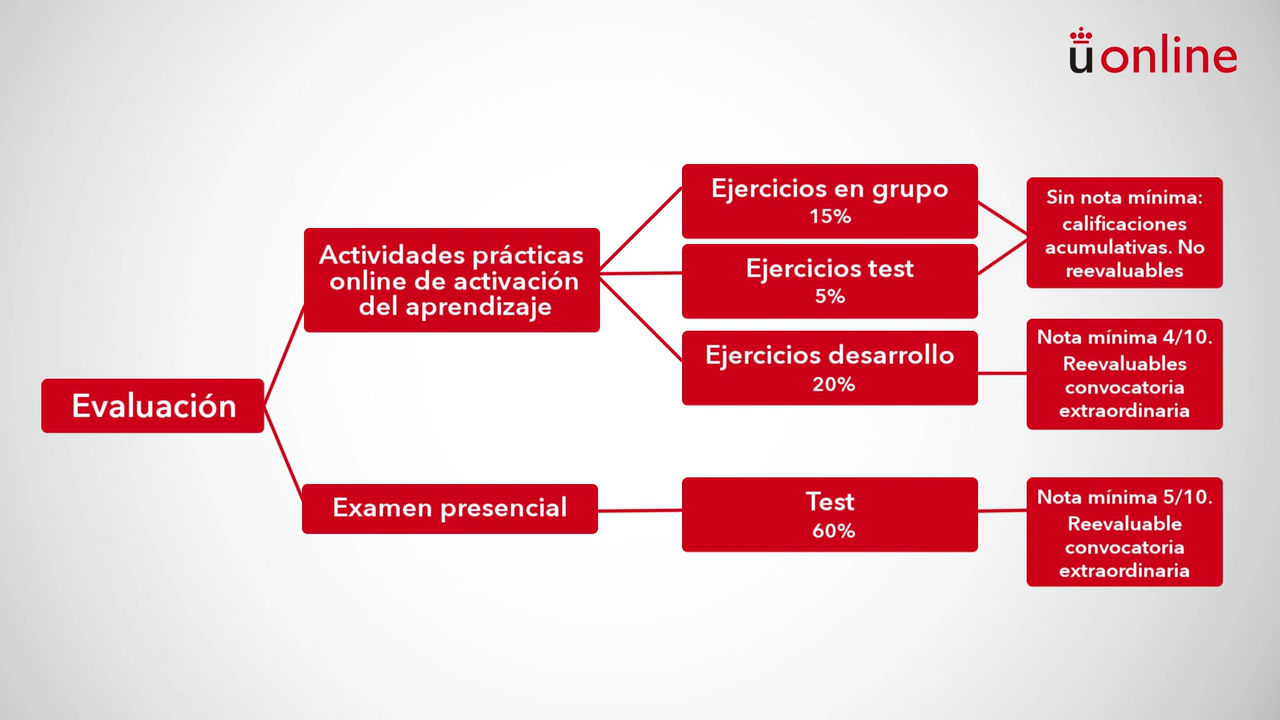 üonline
Evaluación
Actividades prácticas
online de activación
del aprendizaje
Examen presencial
Ejercicios en grupo
15%
Ejercicios test
5%
Ejercicios desarrollo
20%
Test
60%
Sin nota mínima:
calificaciones
acumulativas. No
reevaluables
Nota mínima 4/10.
Reevaluables
convocatoria
extraordinaria
Nota mínima 5/10.
Reevaluable
convocatoria
extraordinaria